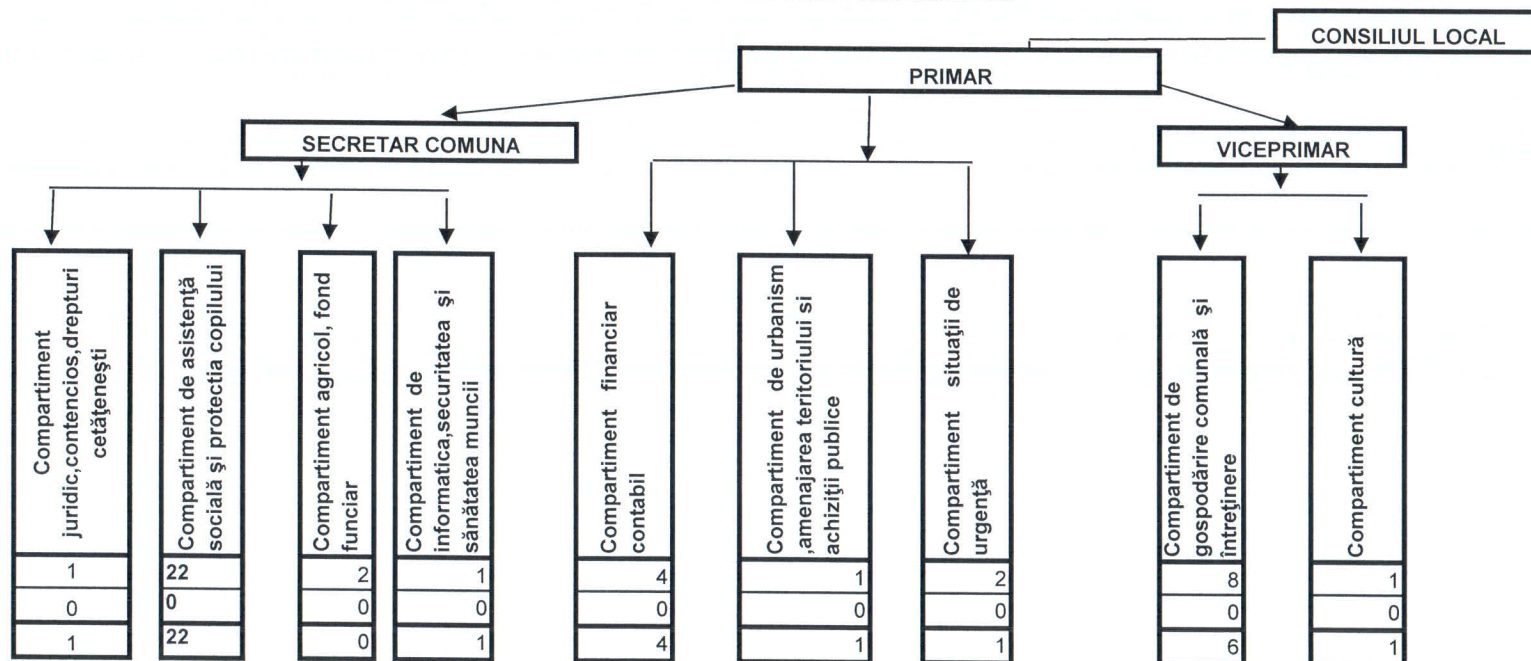 CONSILIUL LOCAL
PRIMAR
SECRETAR COMUNA
VICEPRIMAR
Compartiment
juridic,contencios,drepturi
cetăţeneşti
Compartiment de asistenţă
socială şi protectia copilului
Compartiment agricol, fond
funciar
Compartiment de
informatica,securitatea şi
sănătatea muncii
Compartiment financiar
contabil
Compartiment de urbanism
,amenajarea teritoriului si
achiziţii publice
Compartiment situaţii de
urgenţă
Compartiment de
gospodărire comunală şi
întreţinere
Compartiment cultură
1 22 2 1 4 1 2 8 1
0 0 0 0 0 0 0 0 0
1 22 0 1 4 1 1 6 1